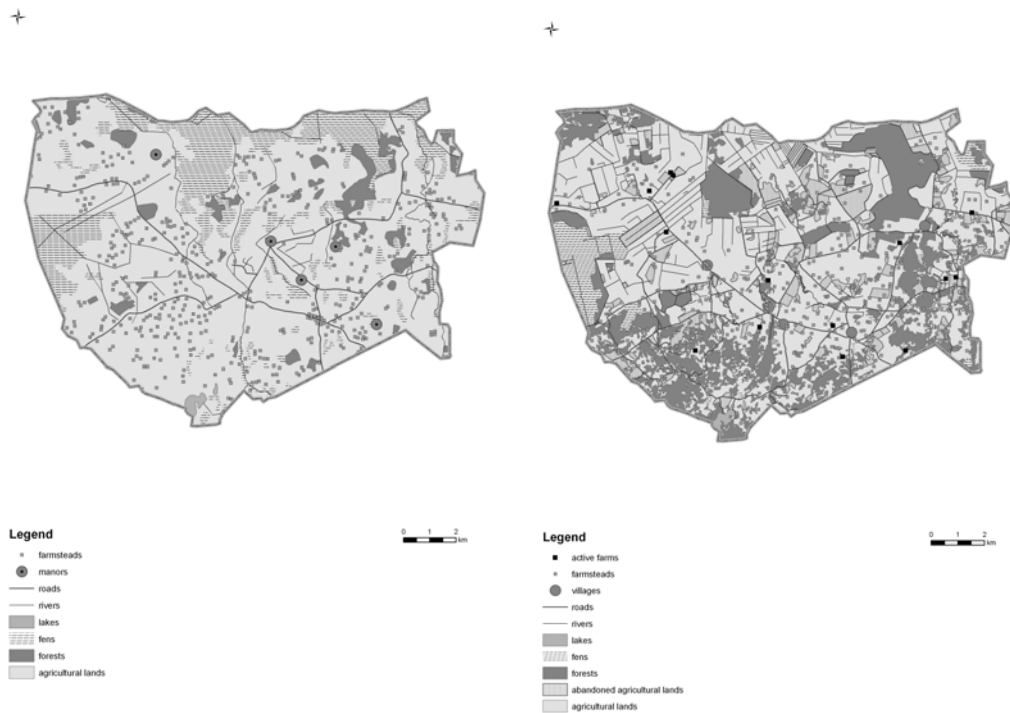 Legend
0 1 2
km
farmsteads
manors
roads
rivers
lakes
fens
forests
agricultural lands
Legend
0 1 2
km
active farms
farmsteads
villages
roads
rivers
lakes
fens
forests
abandoned agricultural lands
agricultural lands